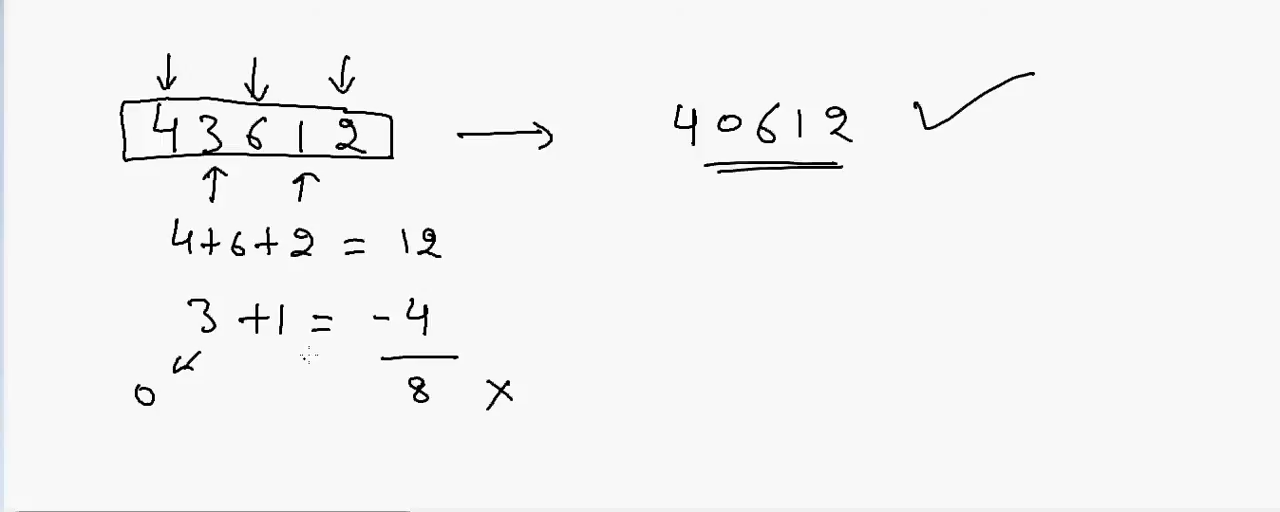 43612 → 40612 ✓
4+6+2 = 12
3 +1 = - 4
0 8 ×